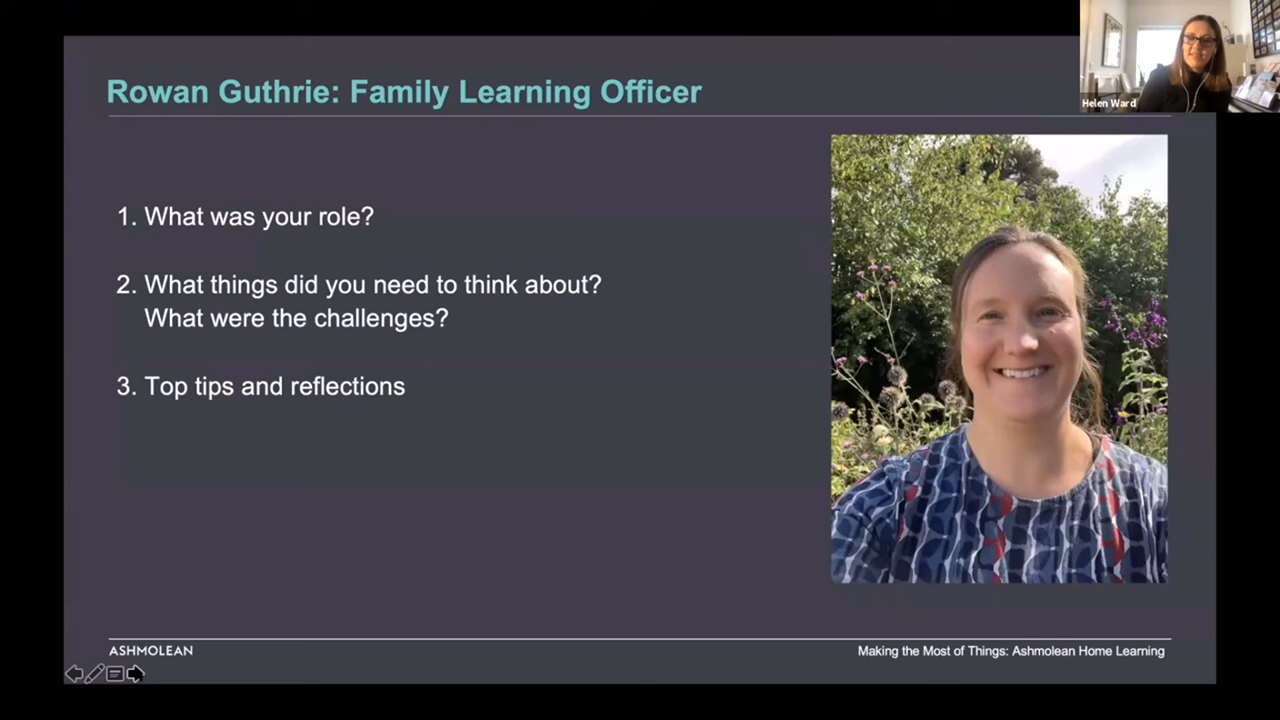 Rowan Guthrie: Family Learning Officer
Helen Ward
1. What was your role?
2. What things did you need to think about?
What were the challenges?
3. Top tips and reflections
ASHMOLEAN
Making the Most of Things: Ashmolean Home Learning